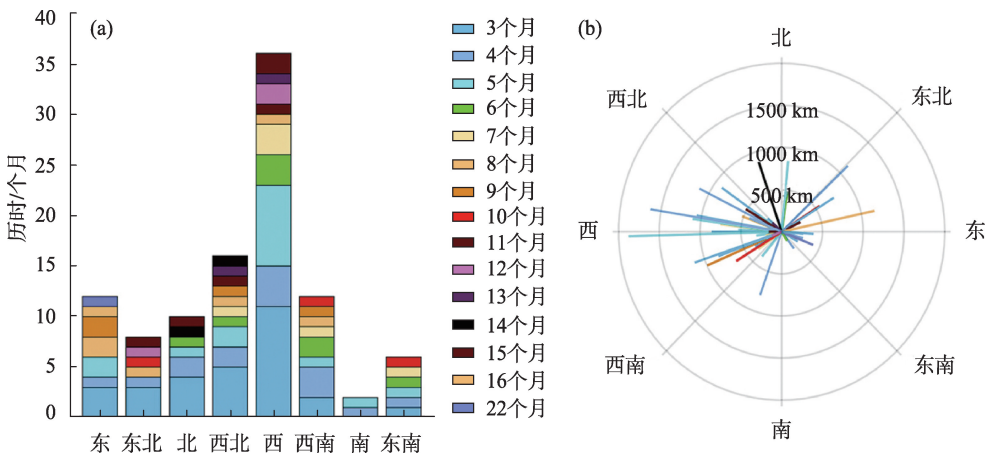 (a)
40
35
30
25
20
15
10
5
0
历时/个月
东
东北
北
西北
西
西南
南
东南
3个月
4个月
5个月
6个月
7个月
8个月
9个月
10个月
11个月
12个月
13个月
14个月
15个月
16个月
22个月
(b)
北
西北
东北
1500 km
1000 km
500 km
西
东
西南
东南
南